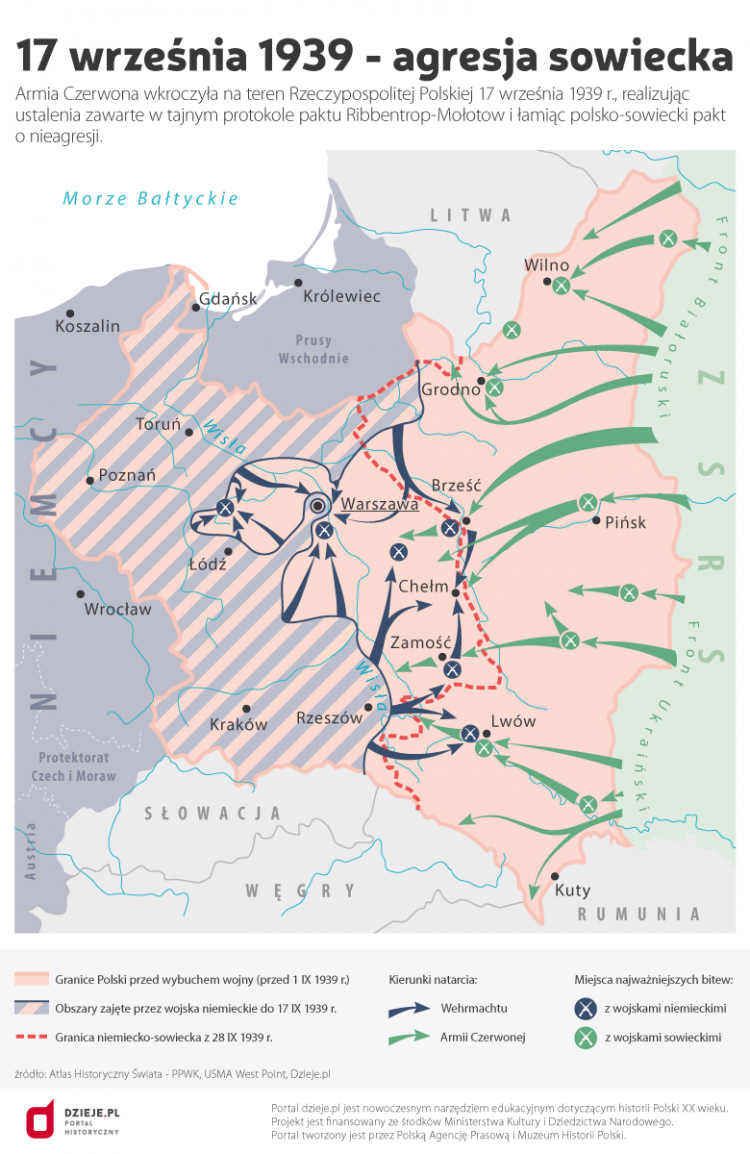 17 września 1939 - agresja sowiecka
Armia Czerwona wkroczyła na teren Rzeczypospolitej Polskiej 17 września 1939 r., realizując
ustalenia zawarte w tajnym protokole paktu Ribbentrop-Mołotow i łamiąc polsko-sowiecki pakt
o nieagresji.
Morze Bałtyckie
LITWA
Front Białoruski
Wilno
Gdańsk
Królewiec
Koszalin
Prusy
Wschodnie
NIEMCY
ZSRS
Grodno
Toruń
Wisła
Poznań
Brześć
Warszawa
Pińsk
Łódź
Chełm
Wrocław
Zamość
Front Ukraiński
Wisła
Kraków
Rzeszów
Lwów
Protektorat
Czech i Moraw
SŁOWACJA
Austria
WĘGRY
Kuty
RUMUNIA
Granice Polski przed wybuchem wojny (przed 1 IX 1939 r.)
Obszary zajęte przez wojska niemieckie do 17 IX 1939 r.
Granica niemiecko-sowiecka z 28 IX 1939 r.
Kierunki natarcia:
Wehrmachtu
Armii Czerwonej
Miejsca najważniejszych bitew:
z wojskami niemieckimi
z wojskami sowieckimi
źródło: Atlas Historyczny Świata - PPWK, USMA West Point, Dzieje.pl
DZIEJE.PL
PORTAL
HISTORYCZNY
Portal dzieje.pl jest nowoczesnym narzędziem edukacyjnym dotyczącym historii Polski XX wieku.
Projekt jest finansowany ze środków Ministerstwa Kultury i Dziedzictwa Narodowego.
Portal tworzony jest przez Polską Agencję Prasową i Muzeum Historii Polski.